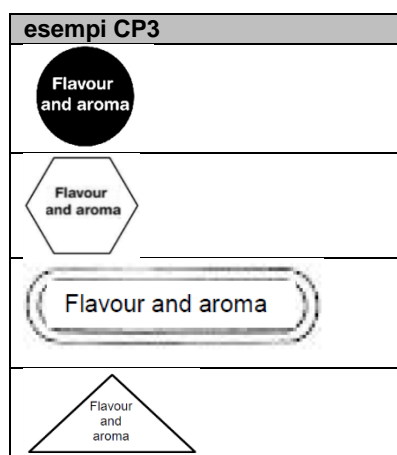 esempi CP3
Flavour
and aroma
Flavour
and aroma
Flavour and aroma
Flavour
and
aroma